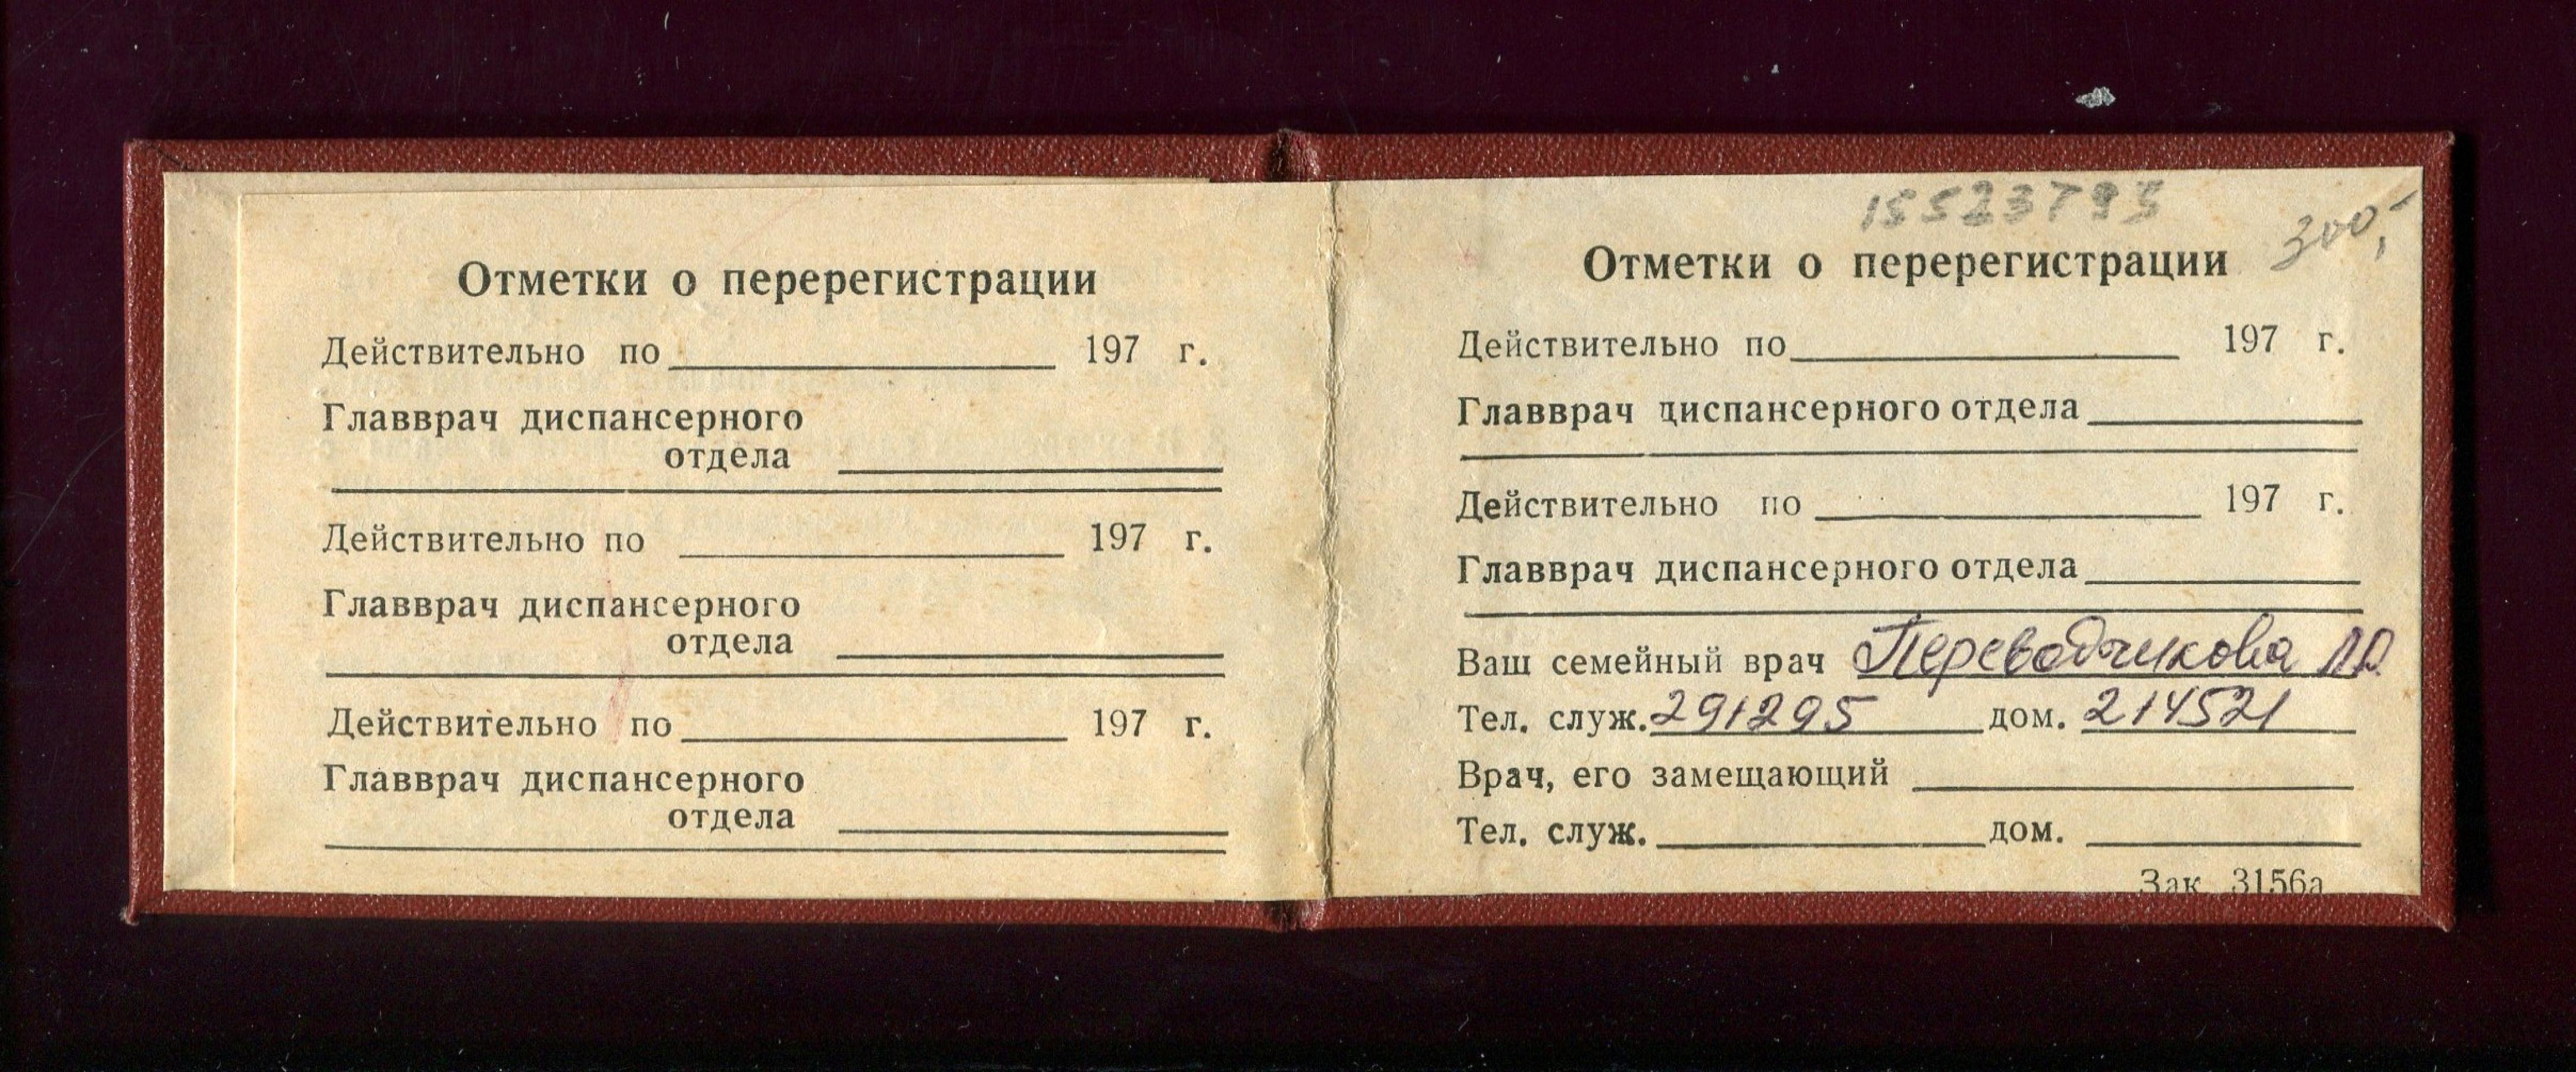 Отметки о перерегистрации
Действительно по 197 г.
Главврач диспансерного
отдела
Действительно по 197 г.
Главврач диспансерного
отдела
Действительно по 197 г.
Главврач диспансерного
отдела
15523793
300,-
Отметки о перерегистрации
Действительно по 197 г.
Главврач диспансерного отдела
Действительно по 197 г.
Главврач диспансерного отдела
Ваш семейный врач Переводчикова
Тел. служ. 291295 дом. 214521
Врач, его замещающий
Тел. служ. дом.
Зак 3156а